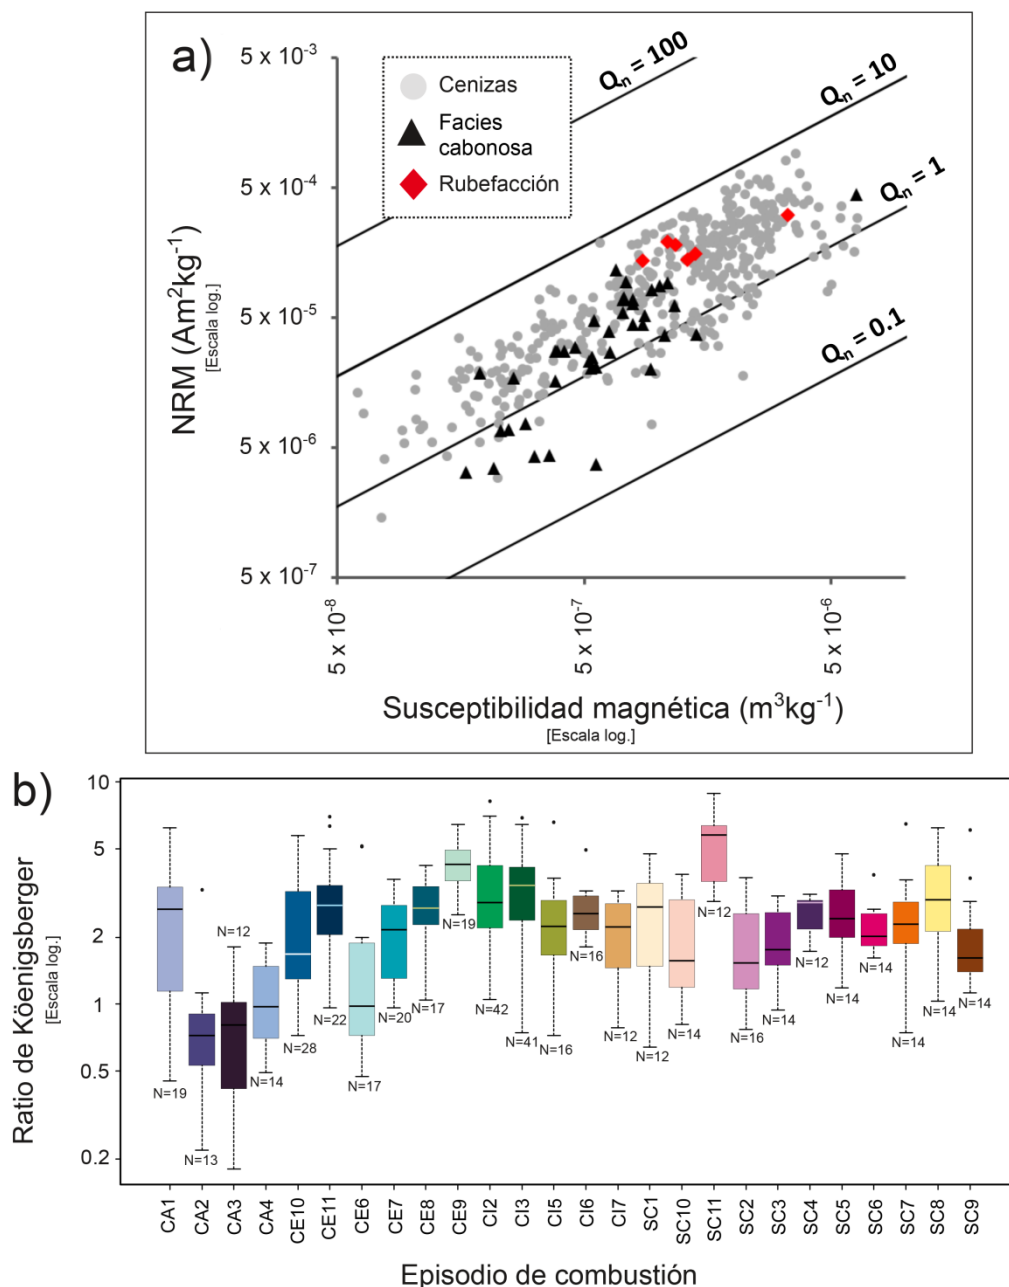 a)
5 x 10⁻³
5 x 10⁻⁴
5 x 10⁻⁵
5 x 10⁻⁶
5 x 10⁻⁷
NRM (Am²kg⁻¹)
[Escala log.]
Cenizas
Facies
cabonosa
Rubefacción
Qₙ = 100
Qₙ = 10
Qₙ = 1
Qₙ = 0.1
5 x 10⁻⁸
5 x 10⁻⁷
5 x 10⁻⁶
Susceptibilidad magnética (m³kg⁻¹)
[Escala log.]
b)
10
5
2
1
0.5
0.2
Ratio de Köenigsberger
[Escala log.]
N=19
N=13
N=12
N=14
N=28
N=22
N=17
N=20
N=17
N=19
N=42
N=41
N=16
N=16
N=12
N=12
N=14
N=12
N=16
N=14
N=12
N=14
N=14
N=14
N=14
N=14
CA1
CA2
CA3
CA4
CE10
CE11
CE6
CE7
CE8
CE9
CI2
CI3
CI5
CI6
CI7
SC1
SC10
SC11
SC2
SC3
SC4
SC5
SC6
SC7
SC8
SC9
Episodio de combustión